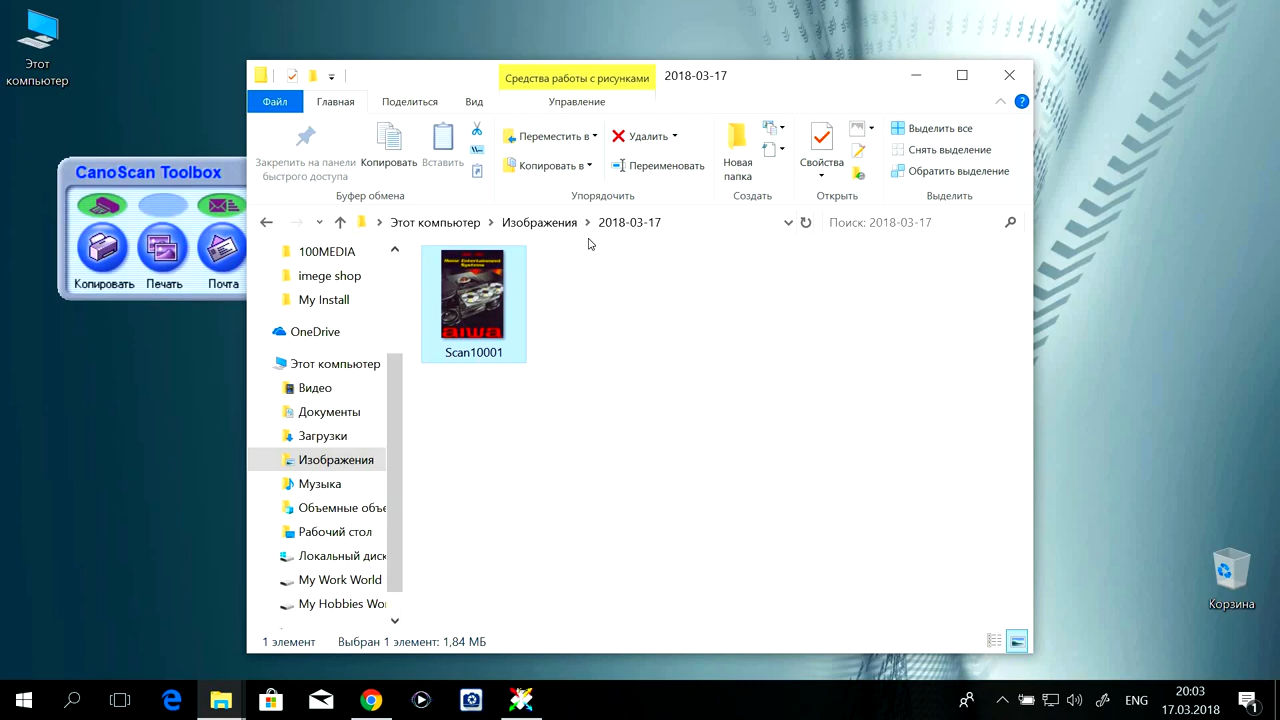 Этот
компьютер
Средства работы с рисунками
2018-03-17
Файл
Главная
Поделиться
Вид
Управление
Закрепить на панели
быстрого доступа
Копировать
Вставить
Буфер обмена
Переместить в
Копировать в
Удалить
Переименовать
Упорядочить
Новая
папка
Создать
Свойства
Открыть
Выделить все
Снять выделение
Обратить выделение
Выделить
CanoScan Toolbox
Копировать
Печать
Почта
Этот компьютер
Изображения
2018-03-17
Поиск: 2018-03-17
100MEDIA
imege shop
My Install
OneDrive
Этот компьютер
Видео
Документы
Загрузки
Изображения
Музыка
Объемные объе
Рабочий стол
Локальный диск
My Work World
My Hobbies Wo
Home Entertainment
Systems
aiwa
Scan10001
1 элемент
Выбран 1 элемент: 1,84 МБ
Корзина
ENG
20:03
17.03.2018
1